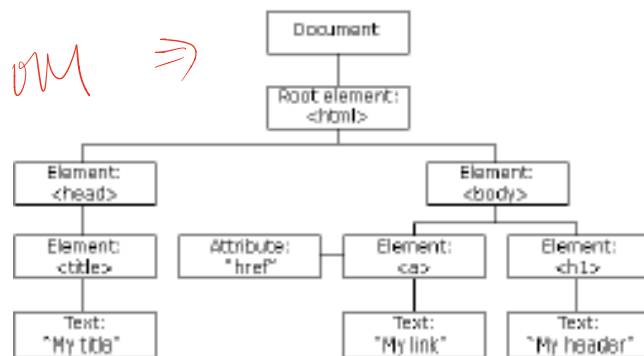 Document
Root element:
<html>
Element:
<head>
Element:
<body>
Element:
<title>
Attribute:
"href"
Element:
<a>
Element:
<h1>
Text:
"My title"
Text:
"My link"
Text:
"My header"